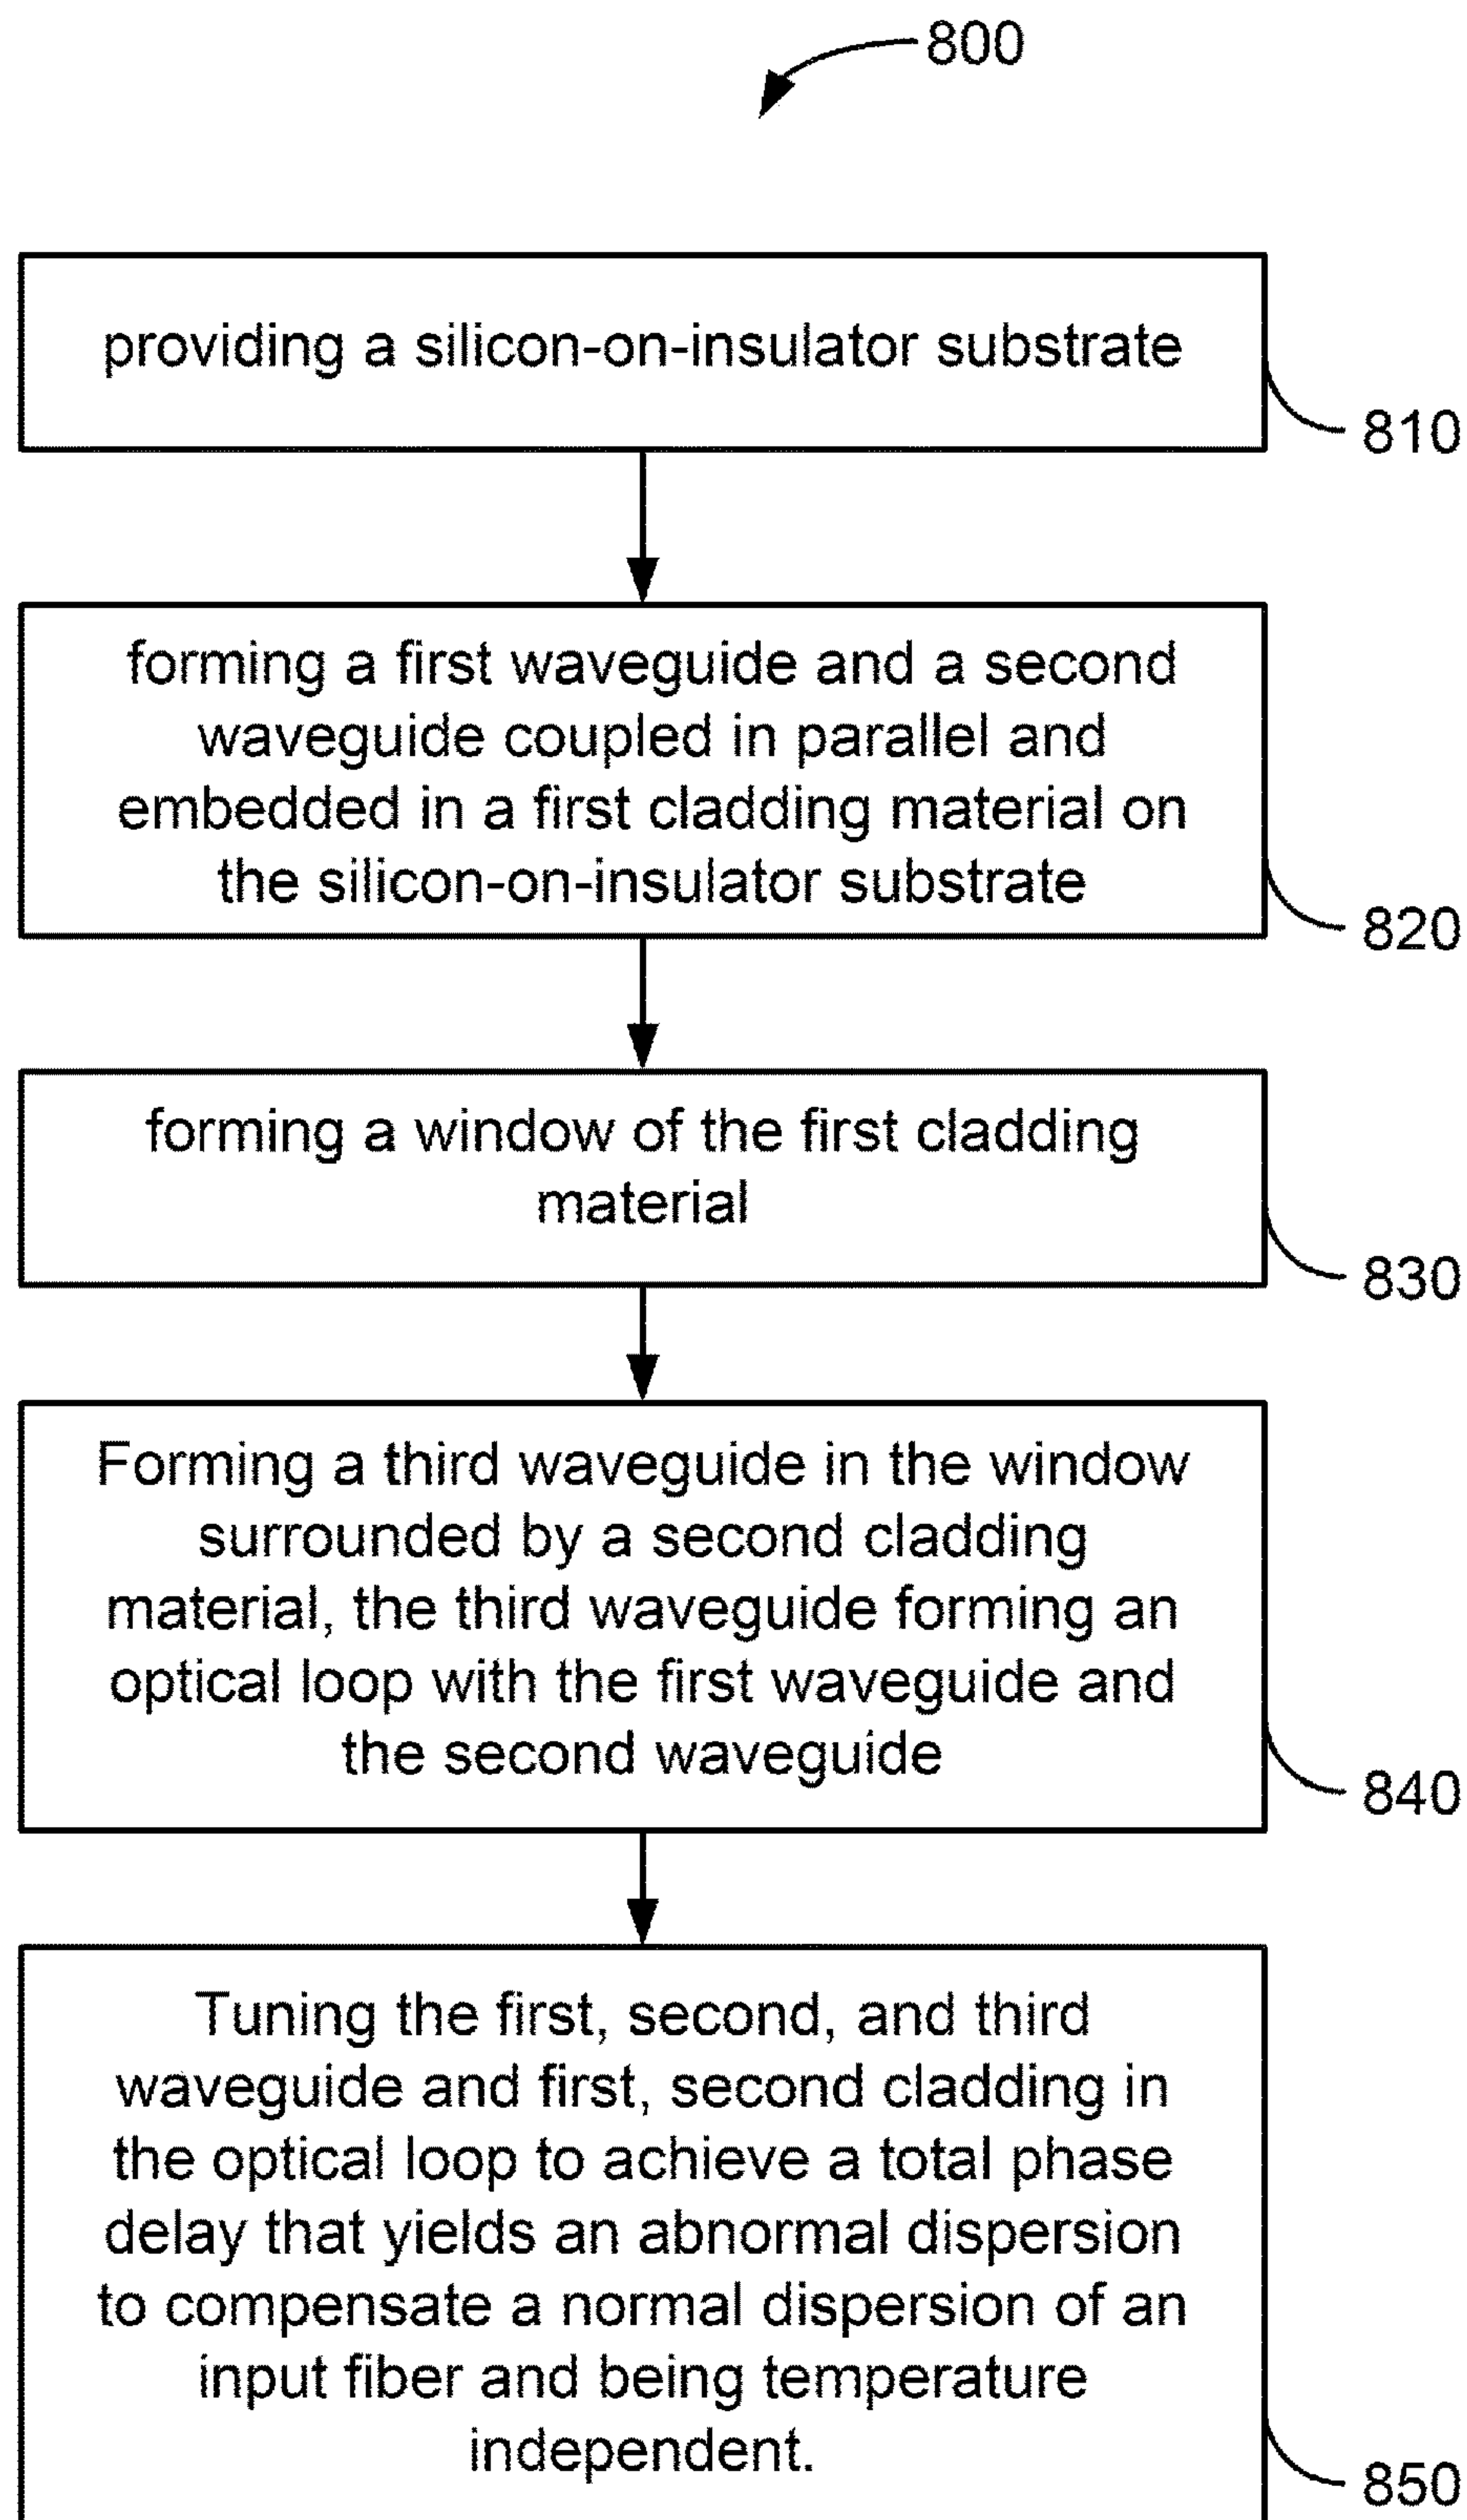 800
providing a silicon-on-insulator substrate
810
forming a first waveguide and a second
waveguide coupled in parallel and
embedded in a first cladding material on
the silicon-on-insulator substrate
820
forming a window of the first cladding
material
830
Forming a third waveguide in the window
surrounded by a second cladding
material, the third waveguide forming an
optical loop with the first waveguide and
the second waveguide
840
Tuning the first, second, and third
waveguide and first, second cladding in
the optical loop to achieve a total phase
delay that yields an abnormal dispersion
to compensate a normal dispersion of an
input fiber and being temperature
independent.
850